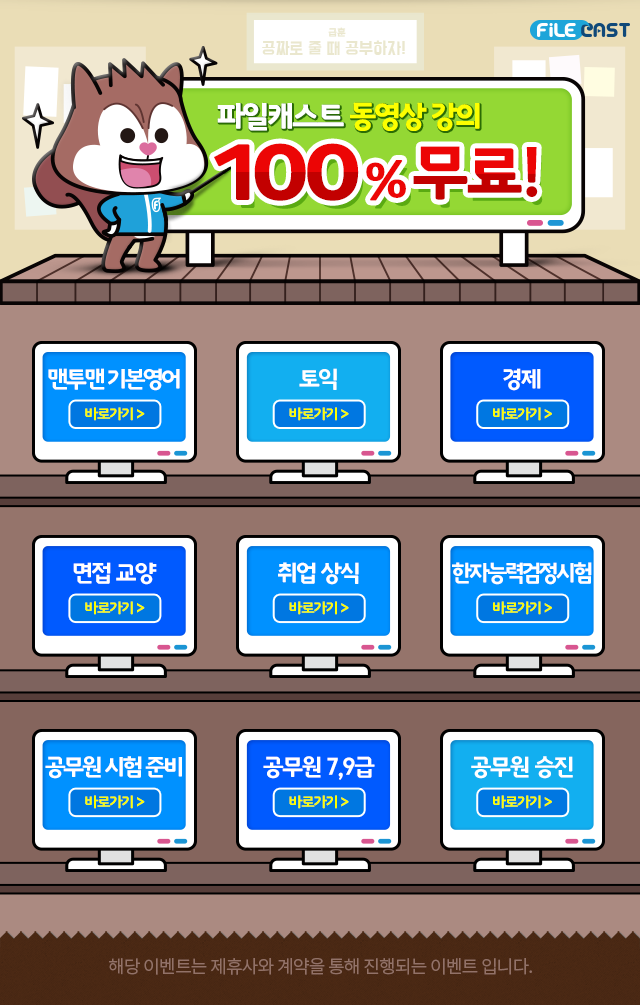 급훈
공짜로 줄 때 공부하자!
FiLECAST
파일캐스트 동영상 강의
100% 무료!
맨투맨 기본영어
바로가기 >
토익
바로가기 >
경제
바로가기 >
면접 교양
바로가기 >
취업 상식
바로가기 >
한자능력검정시험
바로가기 >
공무원 시험 준비
바로가기 >
공무원 7,9급
바로가기 >
공무원 승진
바로가기 >
해당 이벤트는 제휴사와 계약을 통해 진행되는 이벤트 입니다.